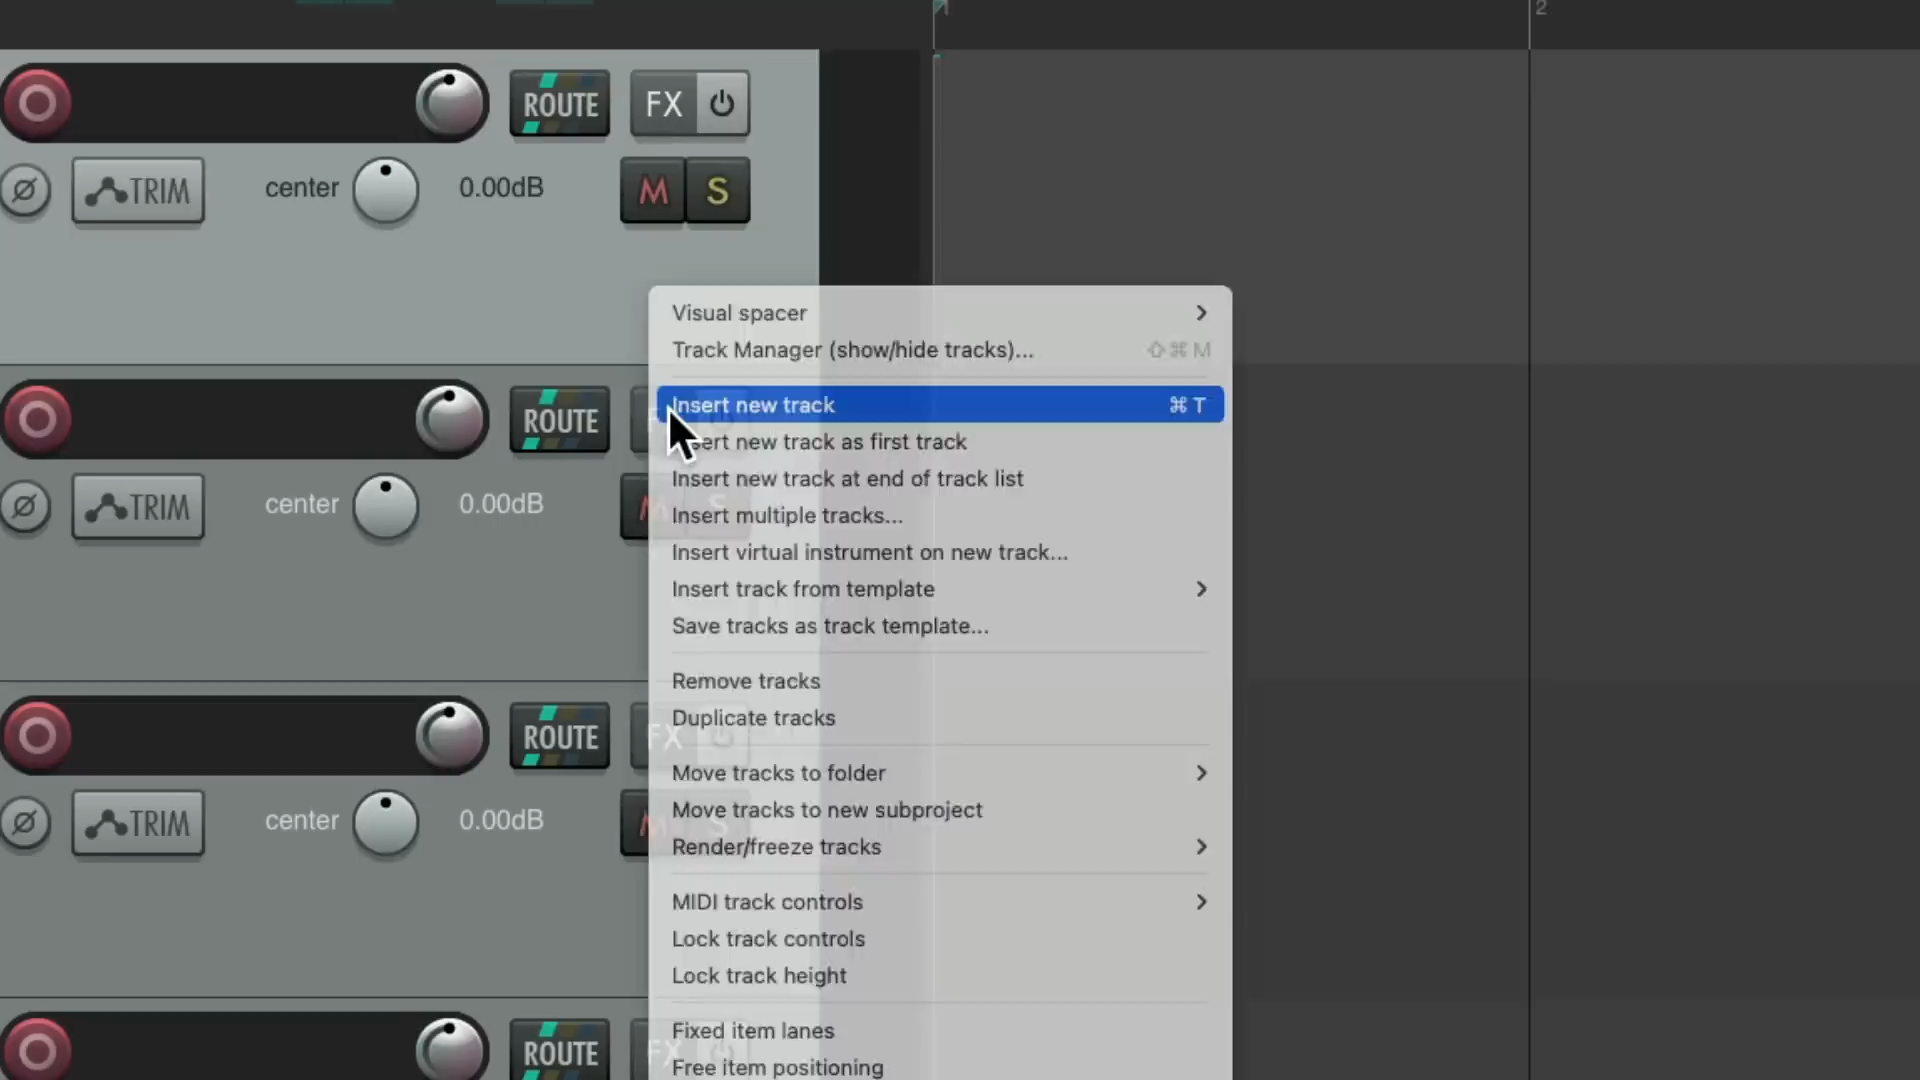 2
ROUTE FX
TRIM center 0.00dB M S
Visual spacer
Track Manager (show/hide tracks)... ⇧⌘M
ROUTE
Insert new track ⌘T
sert new track as first track
TRIM center 0.00dB M S
Insert new track at end of track list
Insert multiple tracks...
Insert virtual instrument on new track...
Insert track from template
Save tracks as track template...
Remove tracks
Duplicate tracks
ROUTE FX
Move tracks to folder
TRIM center 0.00dB M S
Move tracks to new subproject
Render/freeze tracks
MIDI track controls
Lock track controls
Lock track height
Fixed item lanes
ROUTE FX
Free item positioning